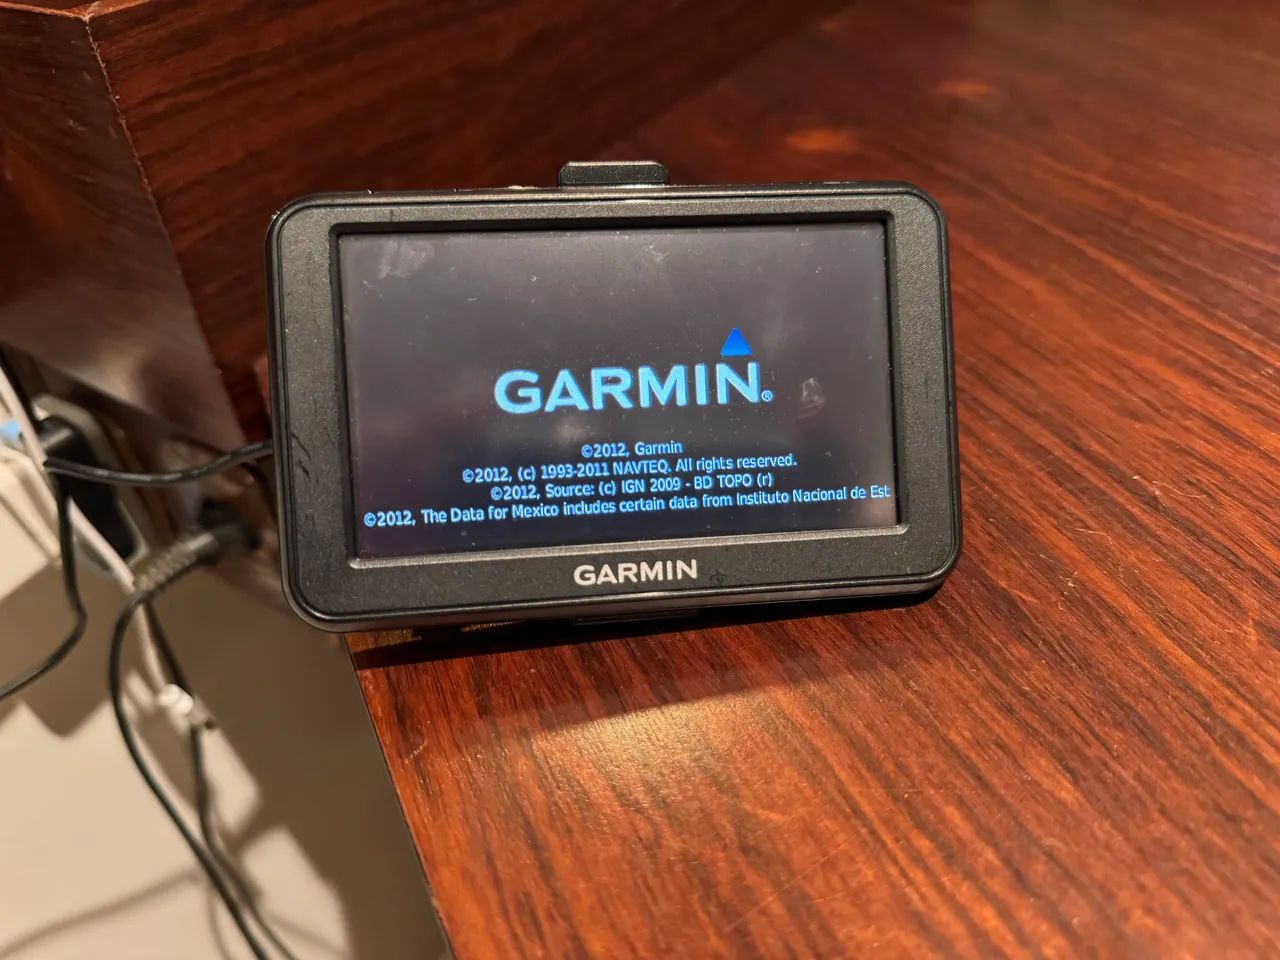 GARMIN®
©2012, Garmin
©2012, (c) 1993-2011 NAVTEQ. All rights reserved.
©2012, Source: (c) IGN 2009 - BD TOPO (r)
©2012, The Data for Mexico includes certain data from Instituto Nacional de Est
GARMIN